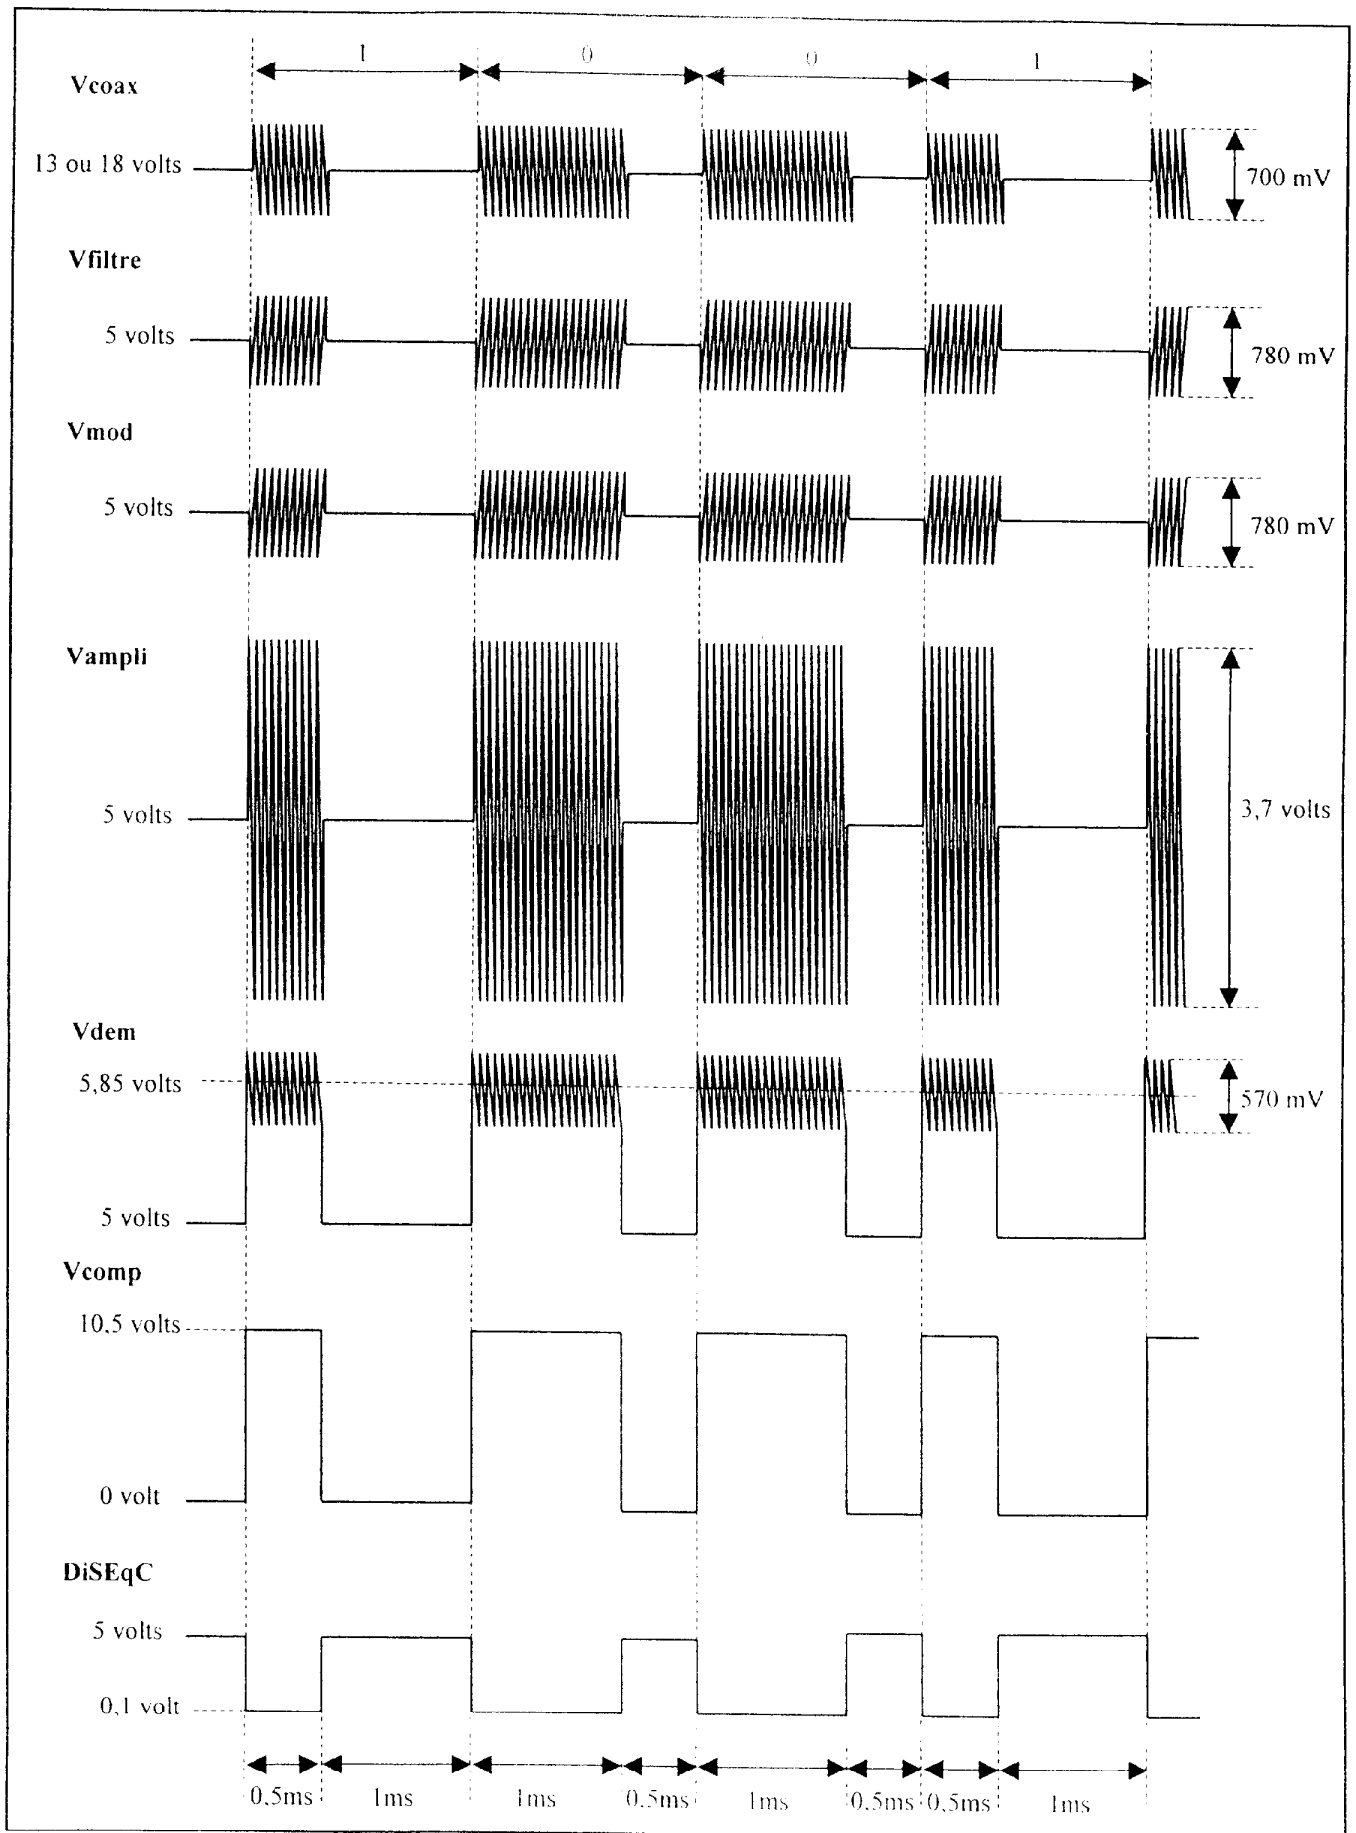 1 0 0 1
Vcoax
13 ou 18 volts
700 mV
Vfiltre
5 volts
780 mV
Vmod
5 volts
780 mV
Vampli
5 volts
3,7 volts
Vdem
5,85 volts
570 mV
5 volts
Vcomp
10,5 volts
0 volt
DiSEqC
5 volts
0,1 volt
0,5ms 1ms 1ms 0,5ms 1ms 0,5ms 0,5ms 1ms